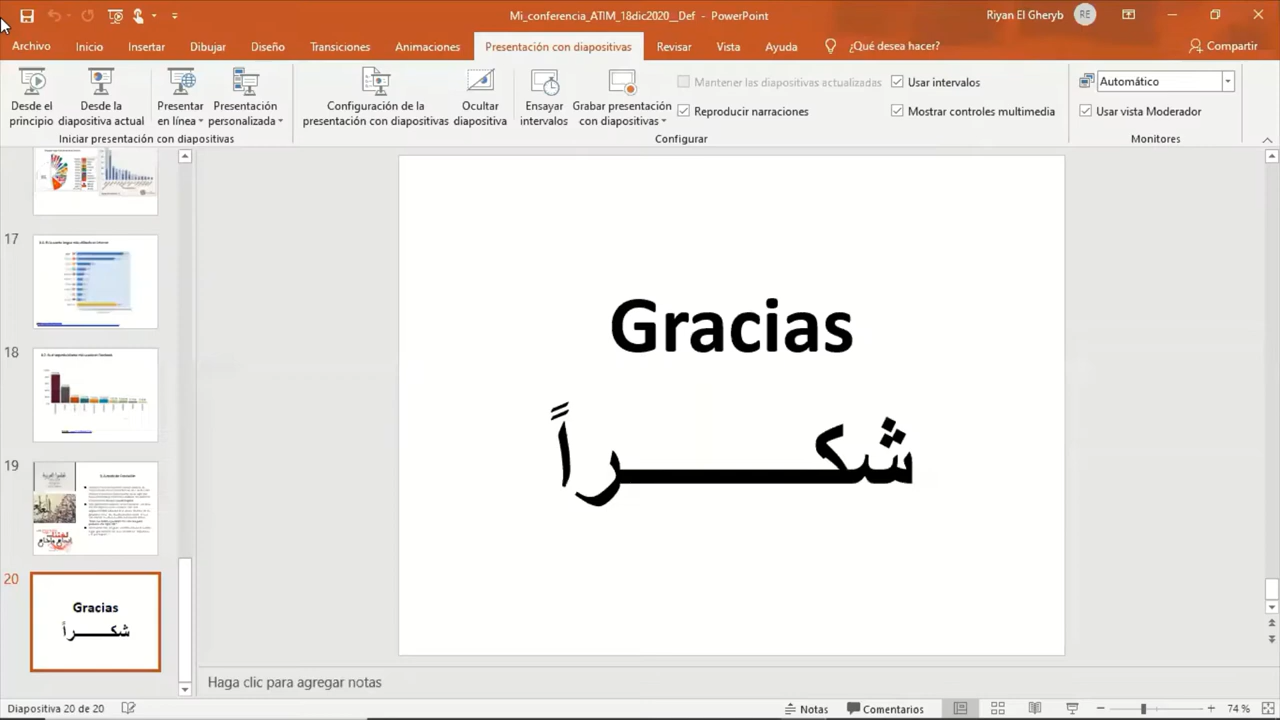 Mi_conferencia_ATIM_18dic2020__Def - PowerPoint
Riyan El Gheryb
RE
Archivo
Inicio
Insertar
Dibujar
Diseño
Transiciones
Animaciones
Presentación con diapositivas
Revisar
Vista
Ayuda
¿Qué desea hacer?
Compartir
Desde el principio
Desde la diapositiva actual
Presentar en línea
Presentación personalizada
Configuración de la presentación con diapositivas
Ocultar diapositiva
Ensayar intervalos
Grabar presentación con diapositivas
Mantener las diapositivas actualizadas
Reproducir narraciones
Usar intervalos
Mostrar controles multimedia
Automático
Usar vista Moderador
Iniciar presentación con diapositivas
Configurar
Monitores
17
18
19
20
Gracias
شكـــراً
Gracias
شكـــــــــراً
Haga clic para agregar notas
Diapositiva 20 de 20
Notas
Comentarios
74 %